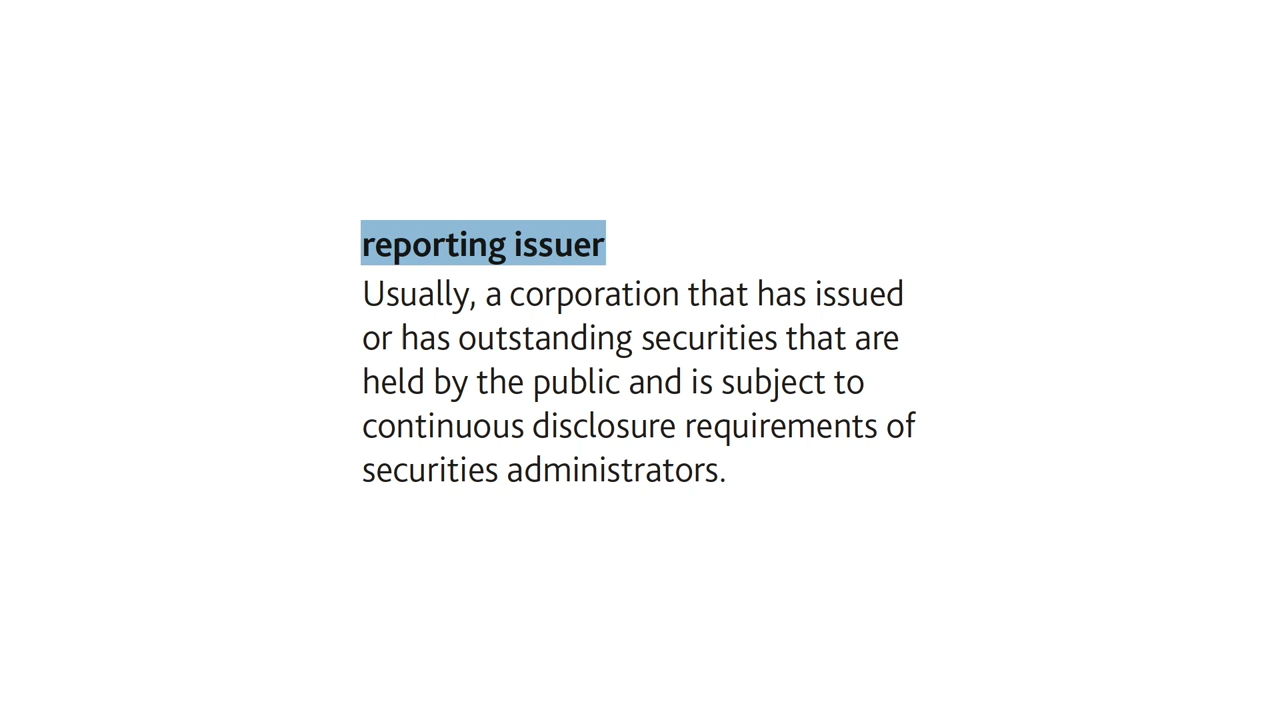 reporting issuer
Usually, a corporation that has issued
or has outstanding securities that are
held by the public and is subject to
continuous disclosure requirements of
securities administrators.